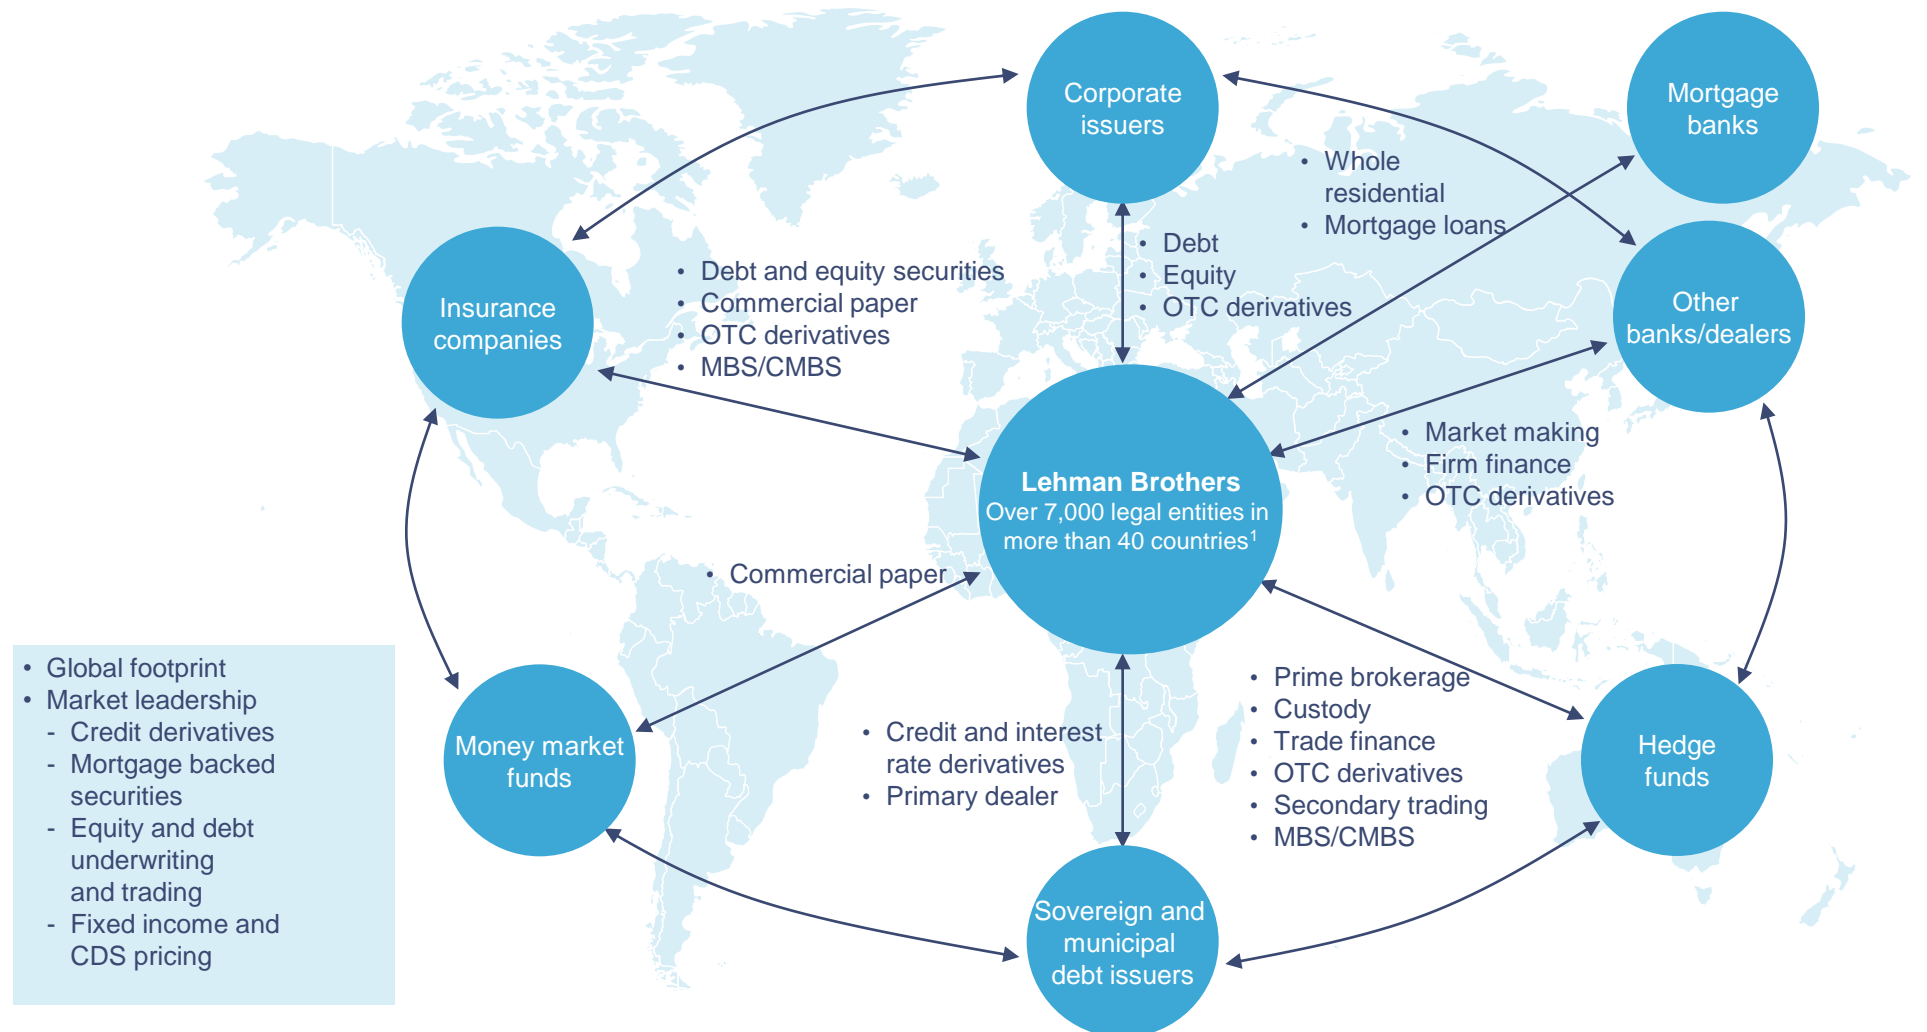 Corporate
issuers
Mortgage
banks
• Whole
residential
• Mortgage loans
• Debt
• Equity
• OTC derivatives
• Debt and equity securities
• Commercial paper
• OTC derivatives
• MBS/CMBS
Insurance
companies
Other
banks/dealers
• Market making
• Firm finance
• OTC derivatives
Lehman Brothers
Over 7,000 legal entities in
more than 40 countries¹
• Commercial paper
• Global footprint
• Market leadership
- Credit derivatives
- Mortgage backed
securities
- Equity and debt
underwriting
and trading
- Fixed income and
CDS pricing
Money market
funds
• Credit and interest
rate derivatives
• Primary dealer
• Prime brokerage
• Custody
• Trade finance
• OTC derivatives
• Secondary trading
• MBS/CMBS
Hedge
funds
Sovereign and
municipal
debt issuers